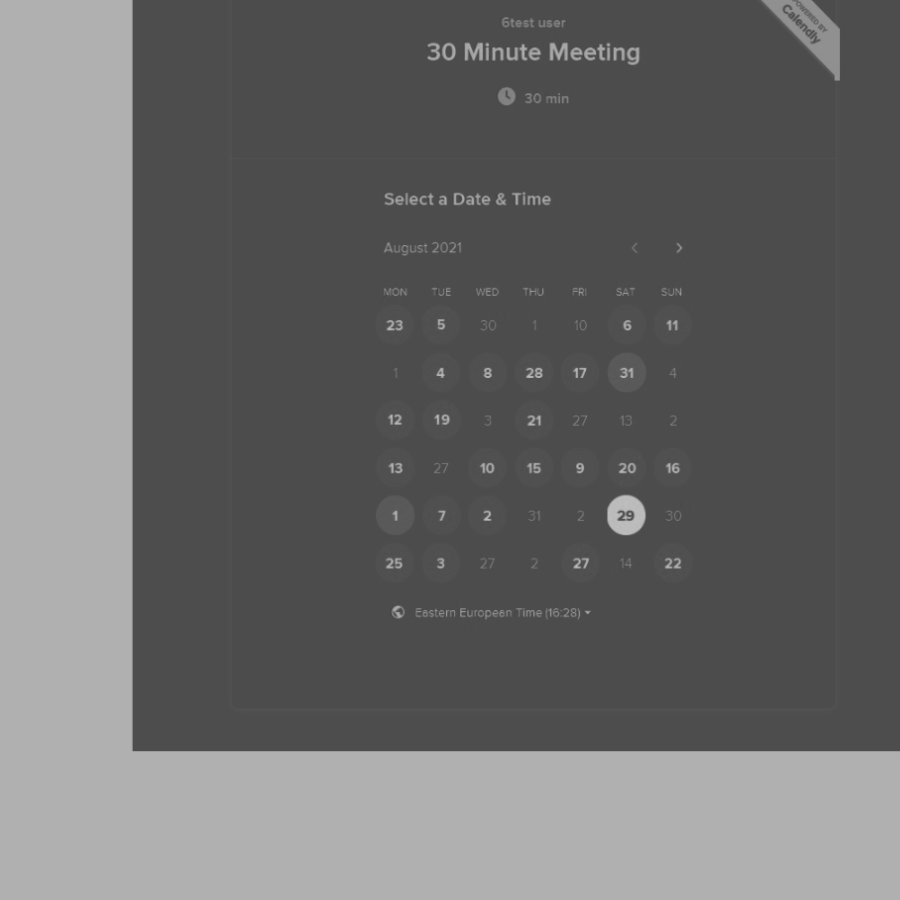 6test user
POWERED BY
Calendly
30 Minute Meeting
30 min
Select a Date & Time
August 2021
MON TUE WED THU FRI SAT SUN
23 5 30 1 10 6 11
1 4 8 28 17 31 4
12 19 3 21 27 13 2
13 27 10 15 9 20 16
1 7 2 31 2 29 30
25 3 27 2 27 14 22
Eastern European Time (16:28)